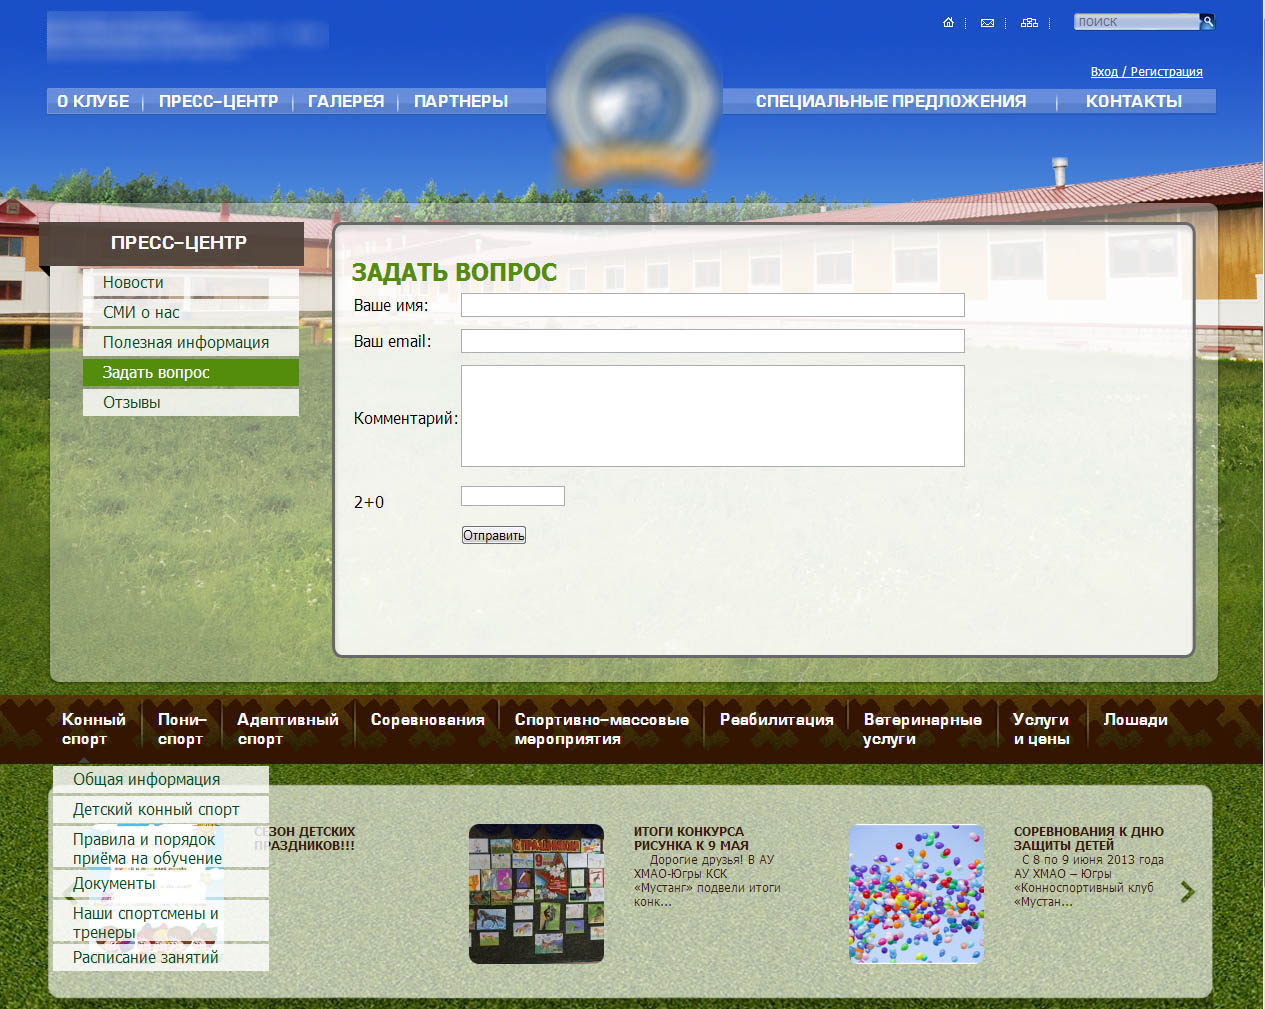 ПОИСК
Вход / Регистрация
О КЛУБЕ
ПРЕСС-ЦЕНТР
ГАЛЕРЕЯ
ПАРТНЕРЫ
СПЕЦИАЛЬНЫЕ ПРЕДЛОЖЕНИЯ
КОНТАКТЫ
ПРЕСС-ЦЕНТР
Новости
СМИ о нас
Полезная информация
Задать вопрос
Отзывы
ЗАДАТЬ ВОПРОС
Ваше имя:
Ваш email:
Комментарий:
2+0
Отправить
Конный
спорт
Пони-
спорт
Адаптивный
спорт
Соревнования
Спортивно-массовые
мероприятия
Реабилитация
Ветеринарные
услуги
Услуги
и цены
Лошади
Общая информация
Детский конный спорт
Правила и порядок
приёма на обучение
Документы
Наши спортсмены и
тренеры
Расписание занятий
СЕЗОН ДЕТСКИХ
ПРАЗДНИКОВ!!!
ИТОГИ КОНКУРСА
РИСУНКА К 9 МАЯ
Дорогие друзья! В АУ
ХМАО-Югры КСК
«Мустанг» подвели итоги
конк...
СОРЕВНОВАНИЯ К ДНЮ
ЗАЩИТЫ ДЕТЕЙ
С 8 по 9 июня 2013 года
АУ ХМАО – Югры
«Конноспортивный клуб
«Мустан...